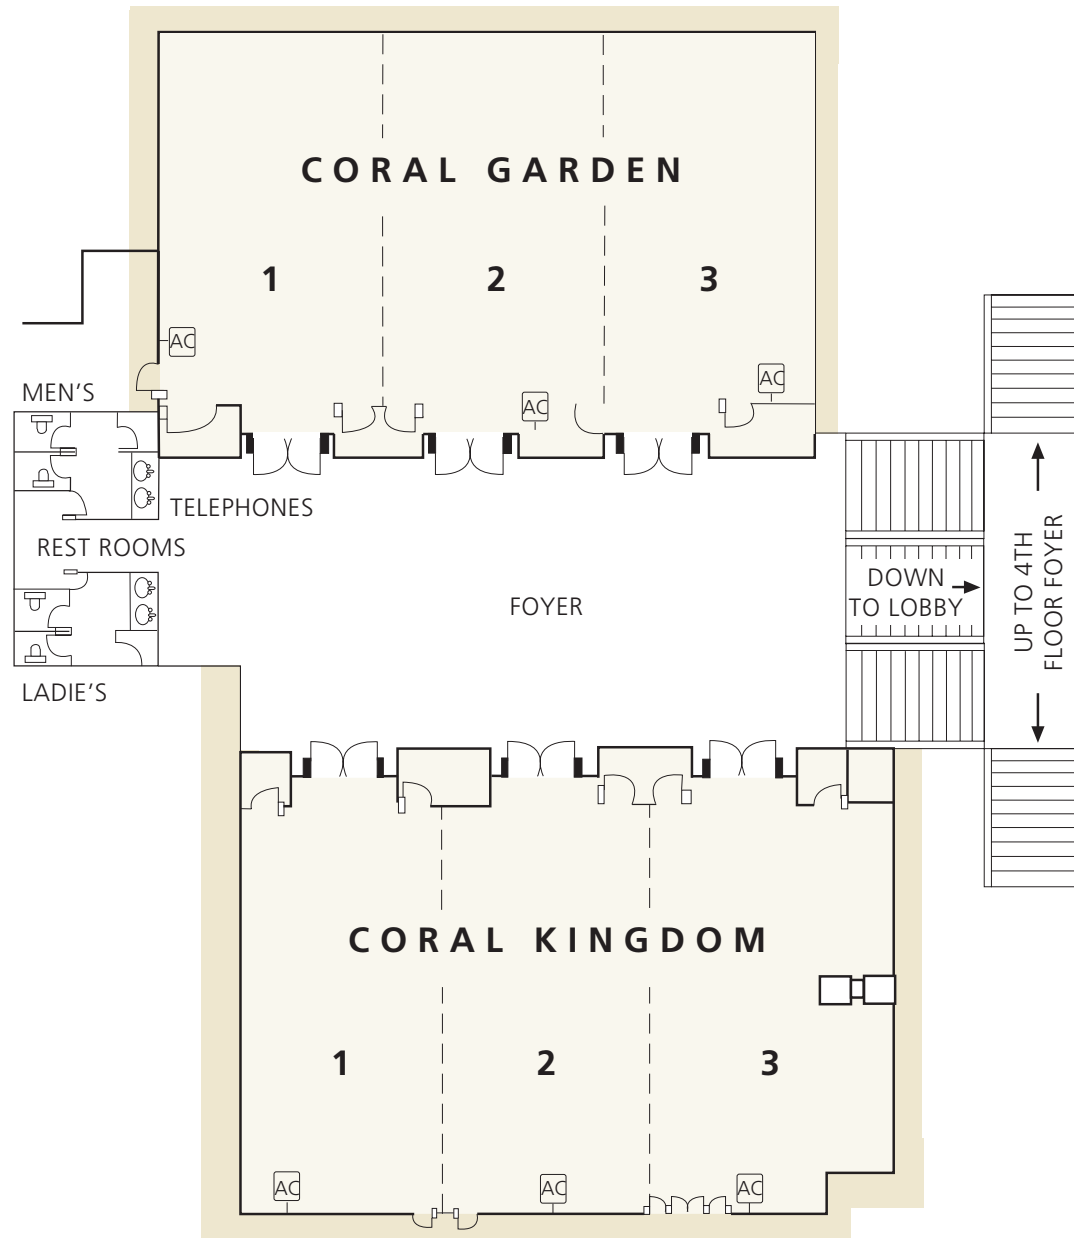 CORAL GARDEN
1
2
3
AC
AC
AC
MEN'S
TELEPHONES
REST ROOMS
FOYER
DOWN
TO LOBBY
UP TO 4TH
FLOOR FOYER
LADIE'S
CORAL KINGDOM
1
2
3
AC
AC
AC